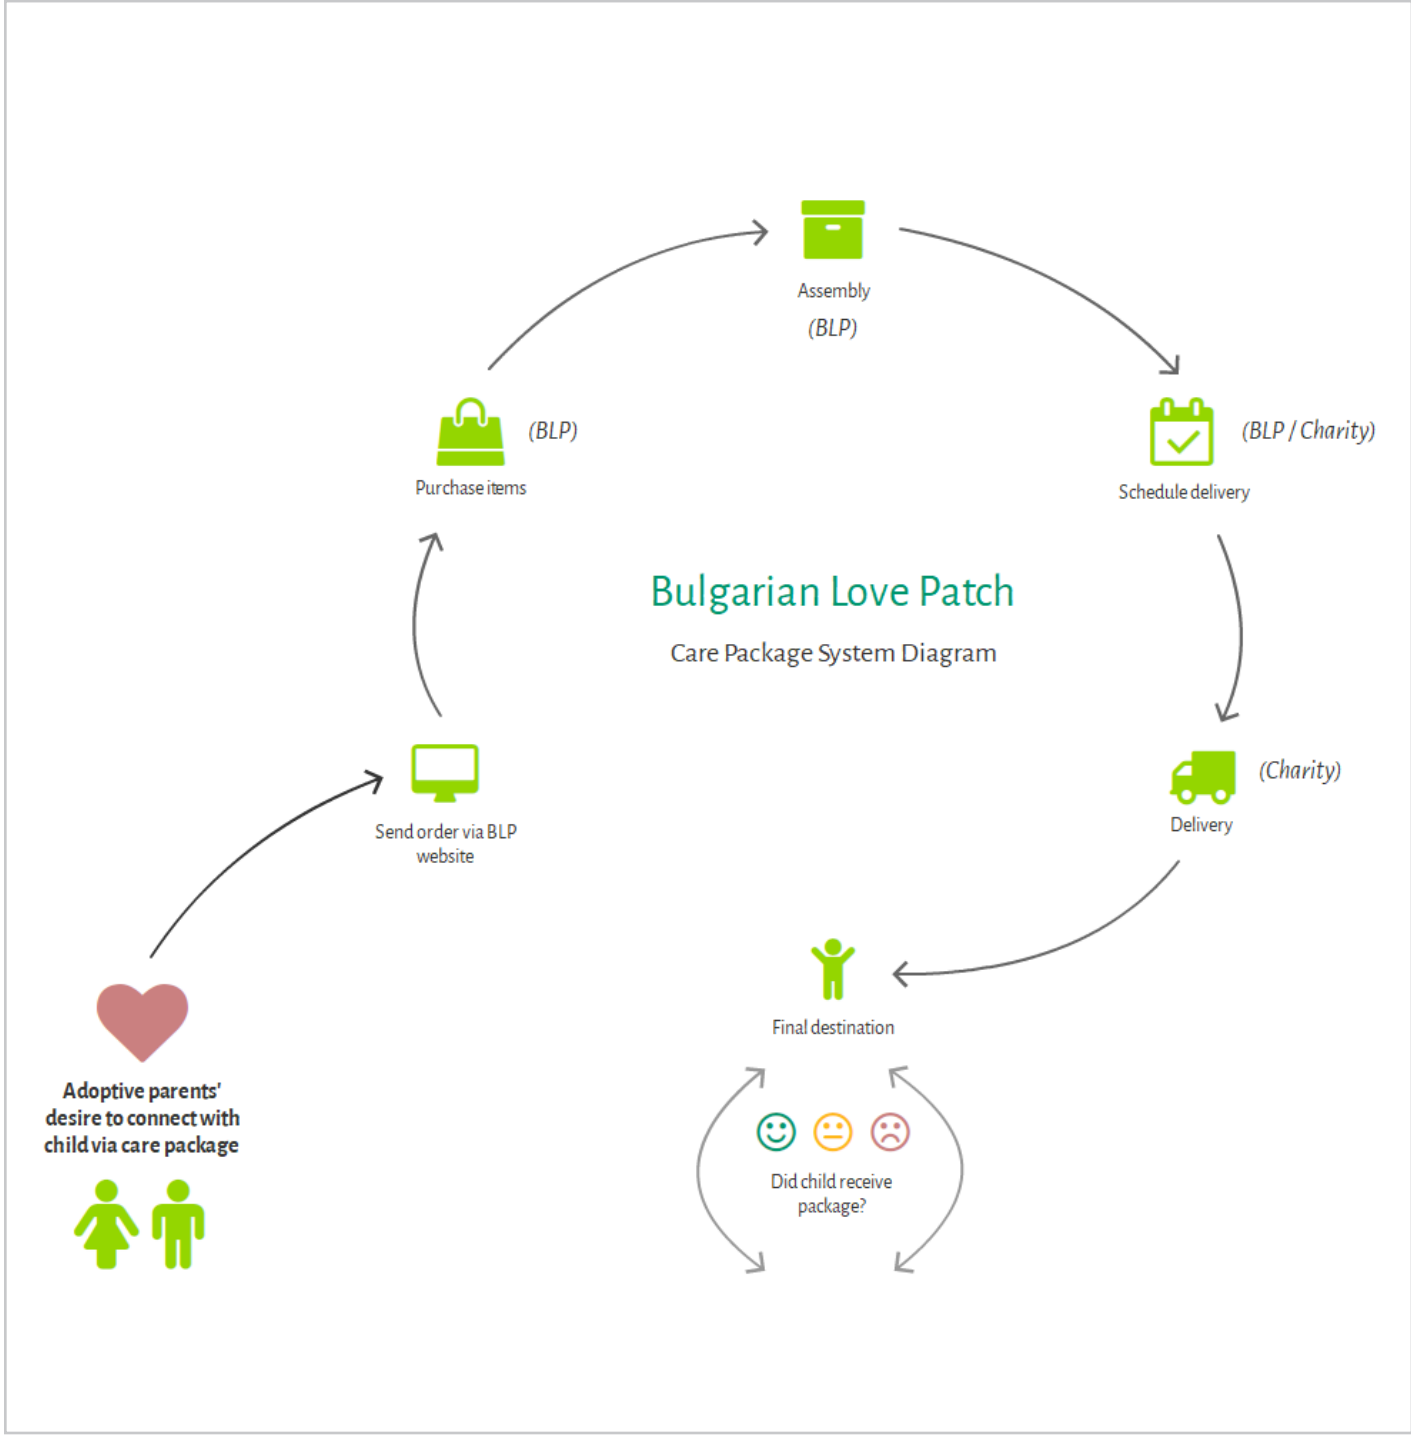 Assembly
(BLP)
(BLP)
Purchase items
(BLP / Charity)
Schedule delivery
Bulgarian Love Patch
Care Package System Diagram
Send order via BLP
website
(Charity)
Delivery
Final destination
Adoptive parents'
desire to connect with
child via care package
Did child receive
package?